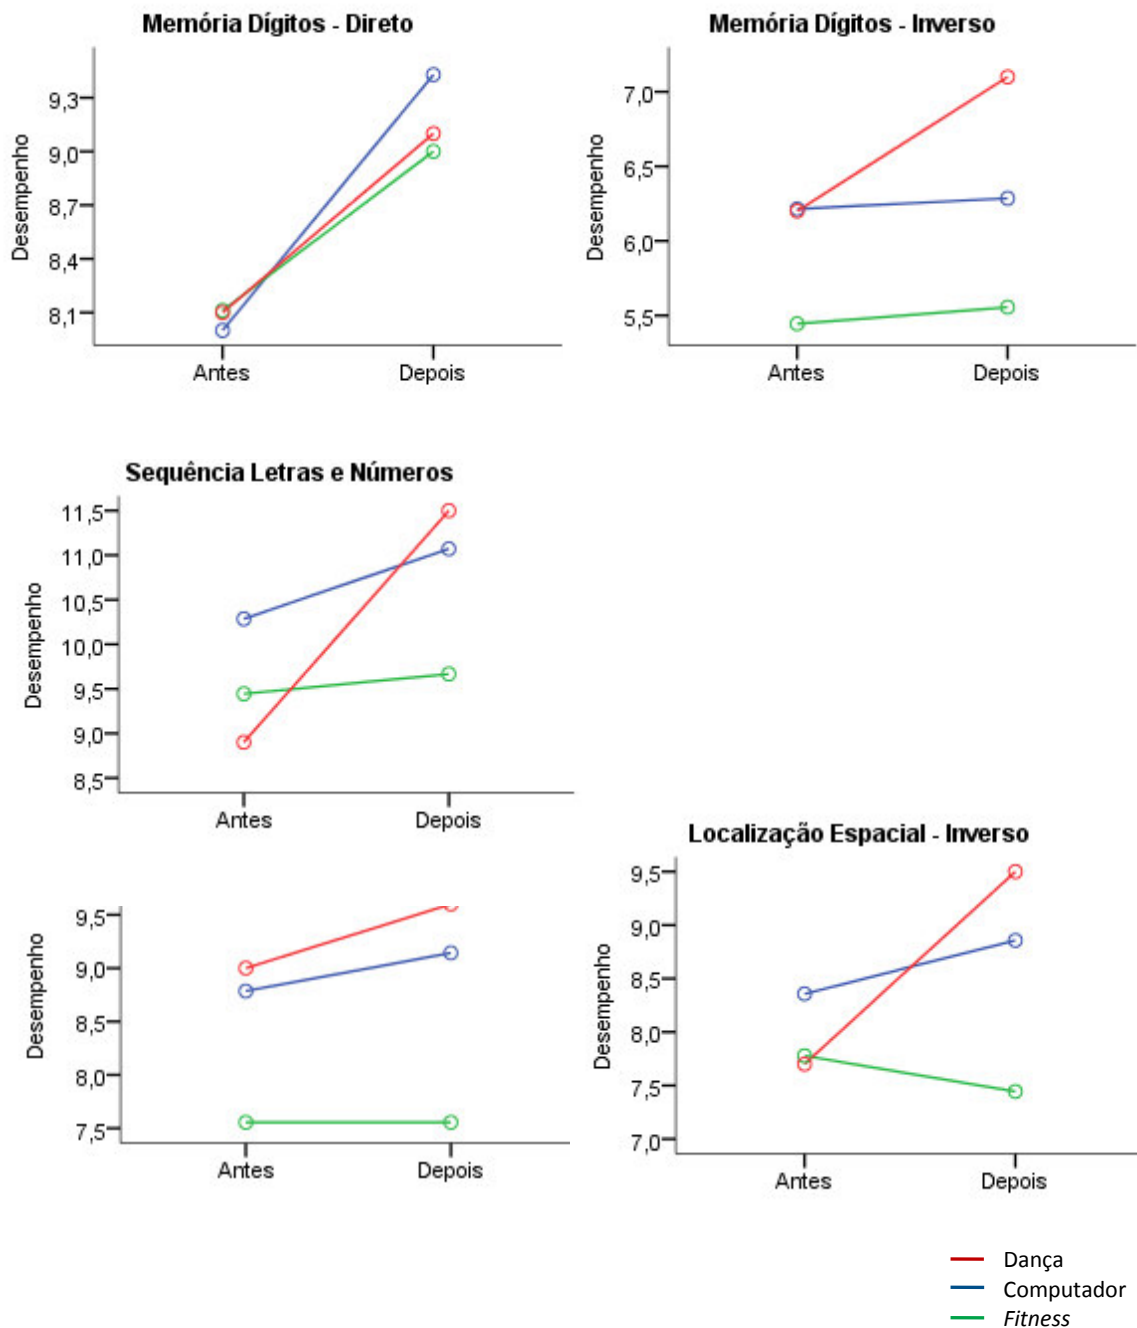 Memória Dígitos - Direto
Desempenho
9,3
9,0
8,7
8,4
8,1
Antes Depois
Memória Dígitos - Inverso
Desempenho
7,0
6,5
6,0
5,5
Antes Depois
Sequência Letras e Números
Desempenho
11,5
11,0
10,5
10,0
9,5
9,0
8,5
Antes Depois
Desempenho
9,5
9,0
8,5
8,0
7,5
Antes Depois
Localização Espacial - Inverso
Desempenho
9,5
9,0
8,5
8,0
7,5
7,0
Antes Depois
Dança
Computador
Fitness